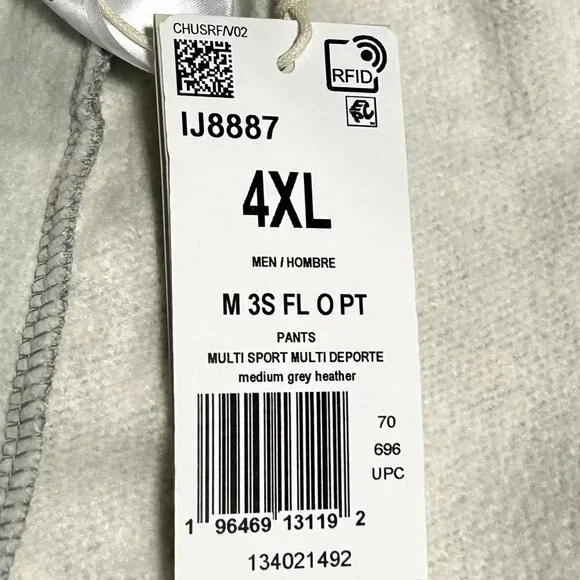 CHUSRF/V02
RFID
IJ8887
4XL
MEN / HOMBRE
M 3S FL O PT
PANTS
MULTI SPORT MULTI DEPORTE
medium grey heather
70
696
UPC
1 96469 13119 2
134021492